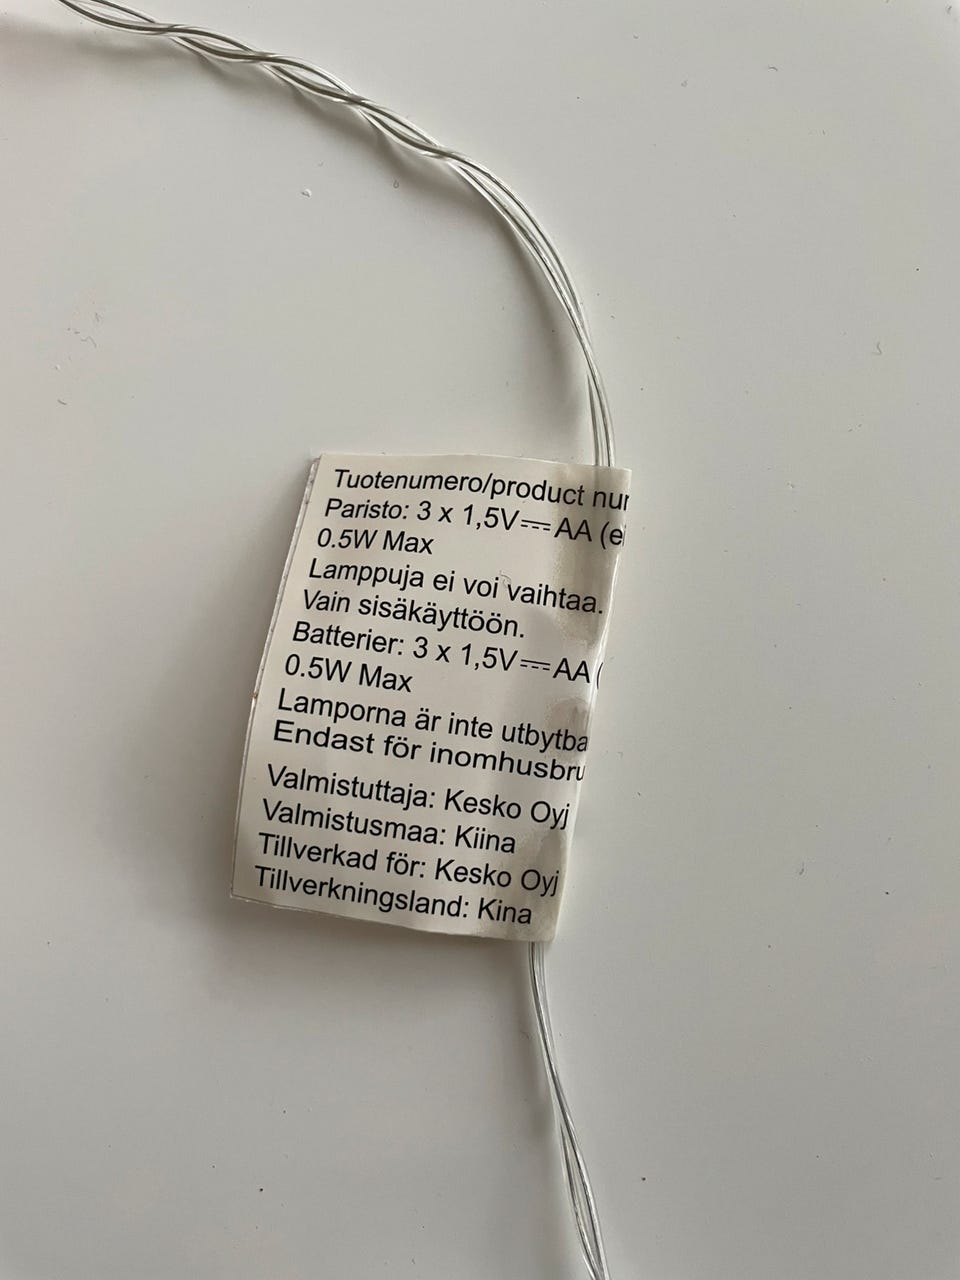 Tuotenumero/product
Paristo: 3 x 1,5V⎓AA
0.5W Max
Lamppuja ei voi vaihtaa.
Vain sisäkäyttöön.
Batterier: 3 x 1,5V⎓AA (
0.5W Max
Lamporna är inte utbytba
Endast för inomhusbru
Valmistuttaja: Kesko Oyj
Valmistusmaa: Kiina
Tillverkad för: Kesko Oyj
Tillverkningsland: Kina